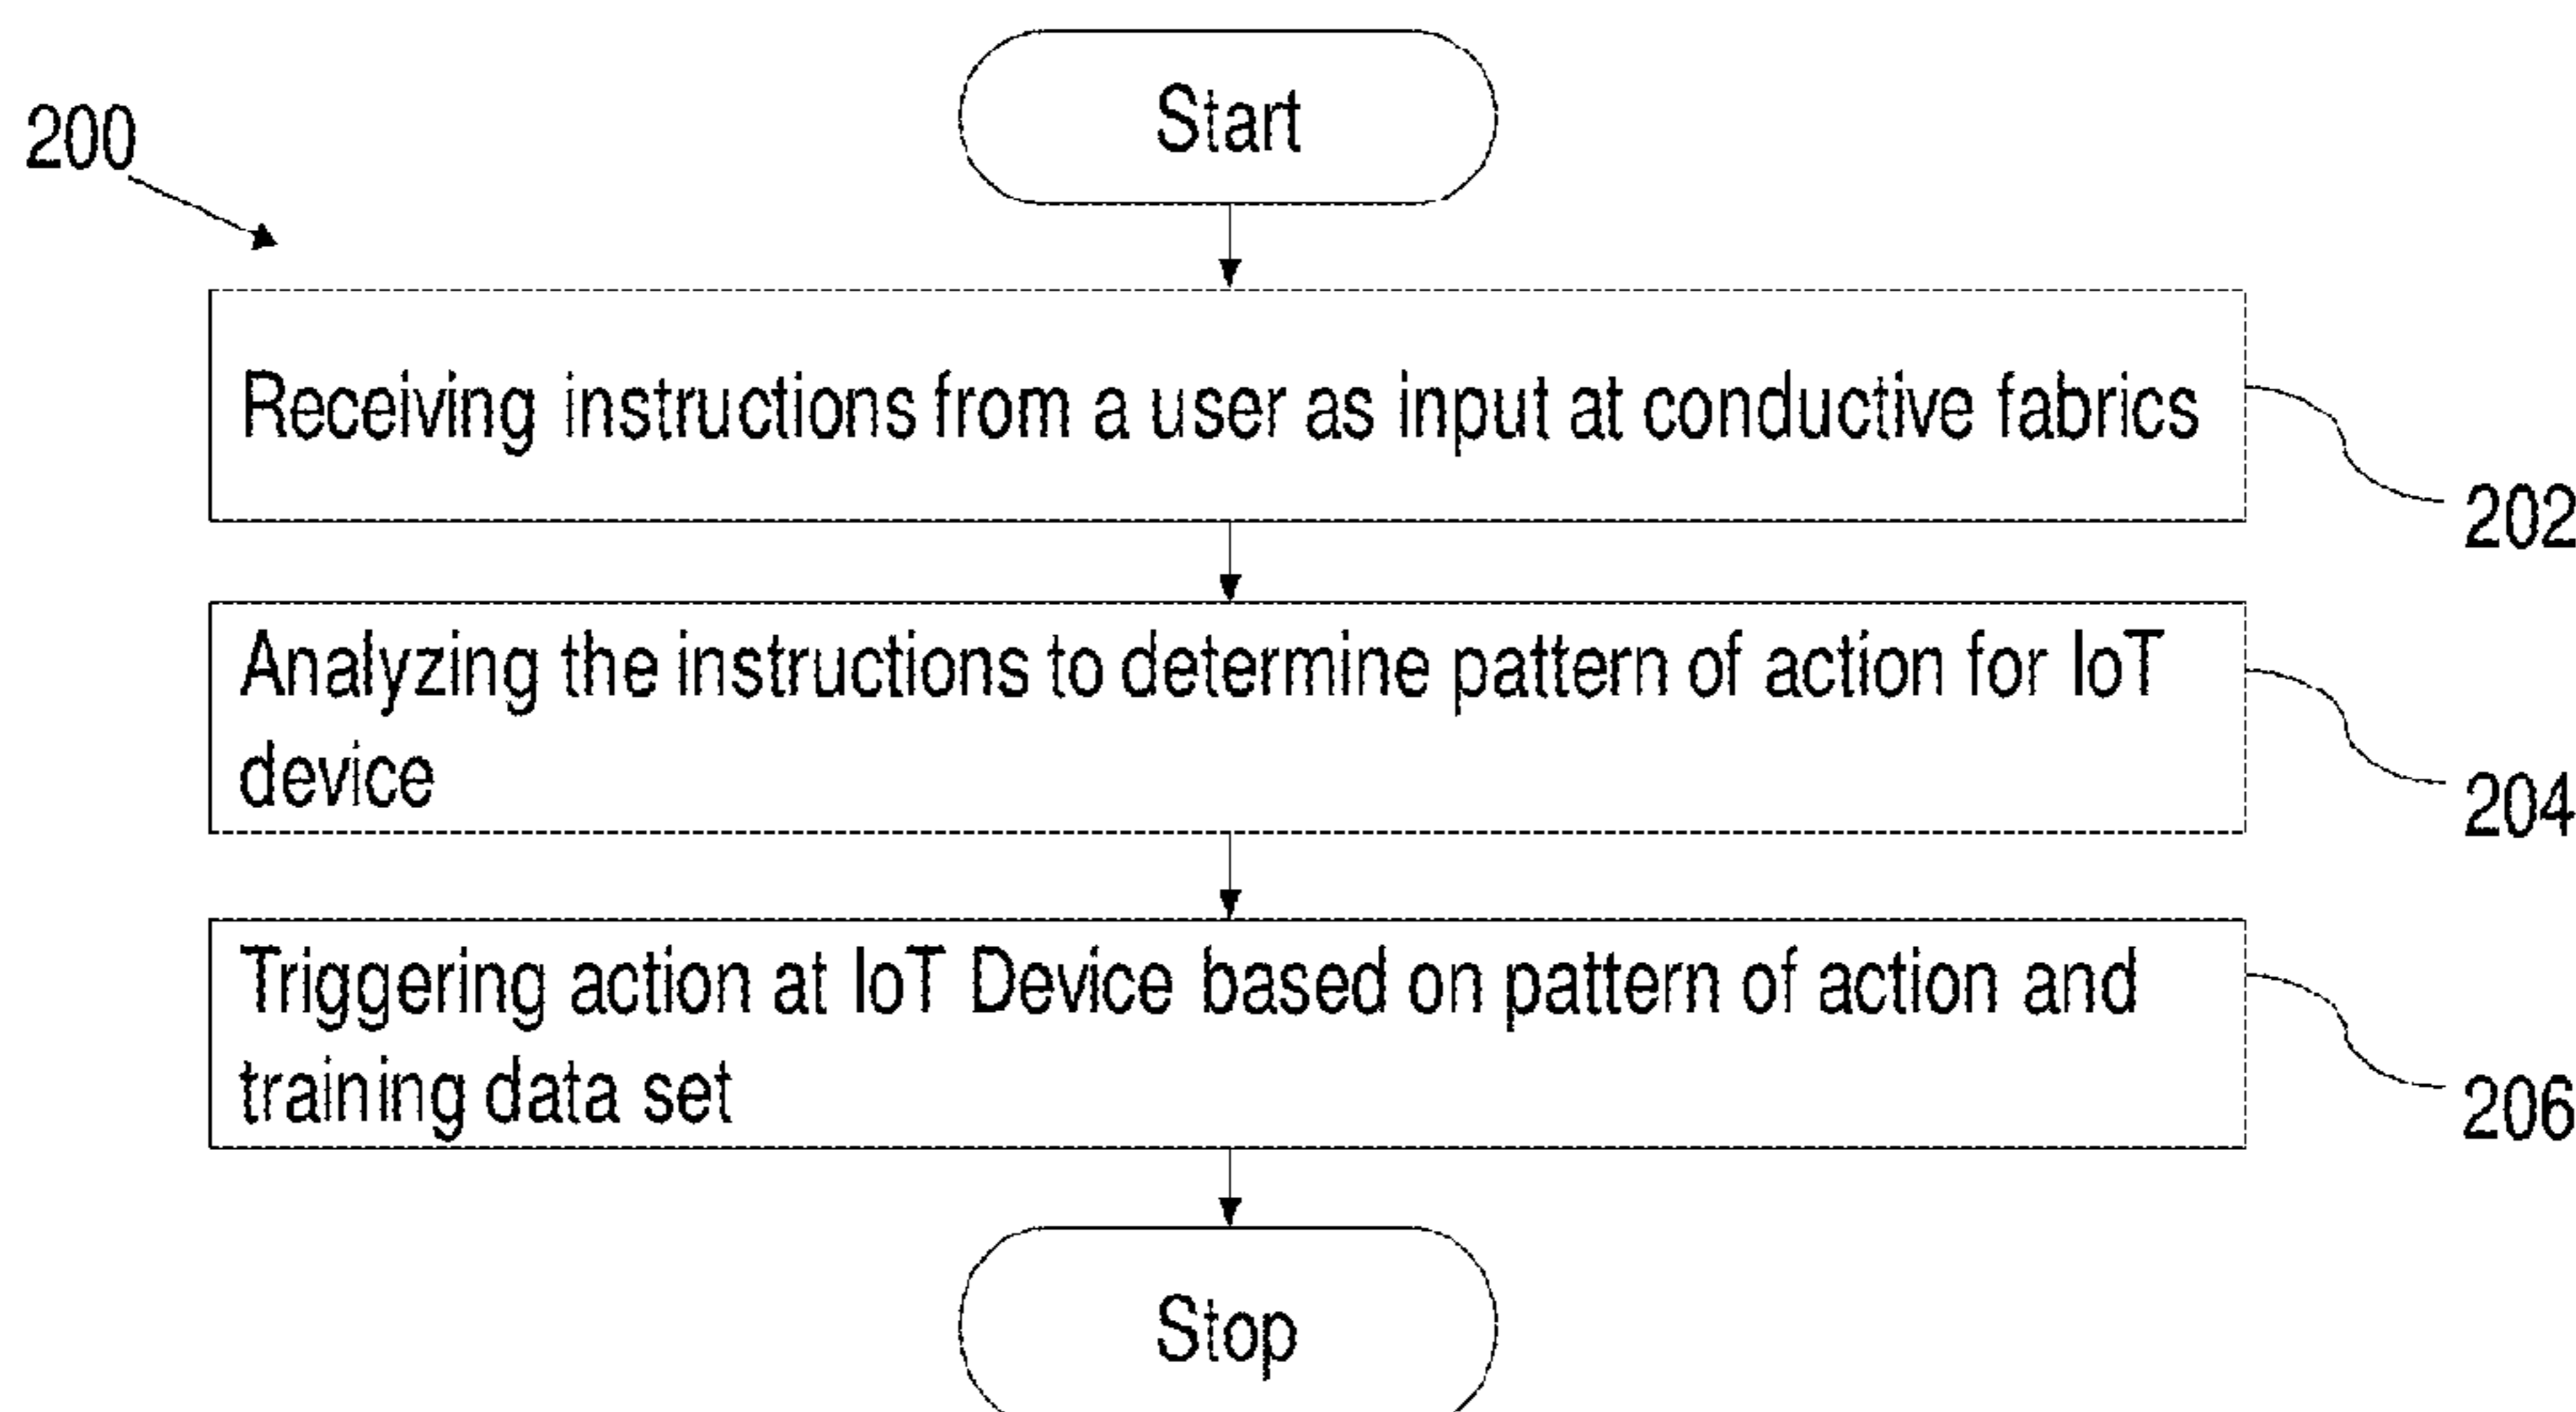 Start
200
Receiving instructions from a user as input at conductive fabrics
202
Analyzing the instructions to determine pattern of action for IoT
device
204
Triggering action at IoT Device based on pattern of action and
training data set
206
Stop